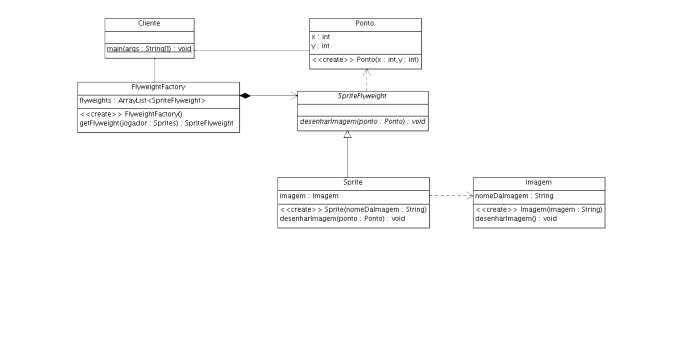 Cliente
main(args : String[]) : void
Ponto
x : int
y : int
<<create>> Ponto(x : int,y : int)
FlyweightFactory
flyweights : ArrayList<SpriteFlyweight>
<<create>> FlyweightFactory()
getFlyweight(jogador : Sprites) : SpriteFlyweight
SpriteFlyweight
desenharImagem(ponto : Ponto) : void
Sprite
imagem : Imagem
<<create>> Sprite(nomeDaImagem : String)
desenharImagem(ponto : Ponto) : void
Imagem
nomeDaImagem : String
<<create>> Imagem(imagem : String)
desenharImagem() : void